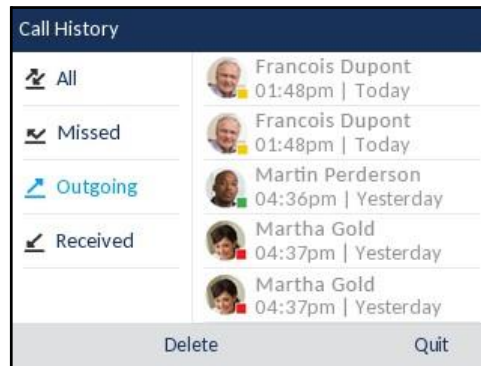 Call History
All
Missed
Outgoing
Received
Francois Dupont
01:48pm | Today
Francois Dupont
01:48pm | Today
Martin Perderson
04:36pm | Yesterday
Martha Gold
04:37pm | Yesterday
Martha Gold
04:37pm | Yesterday
Delete
Quit